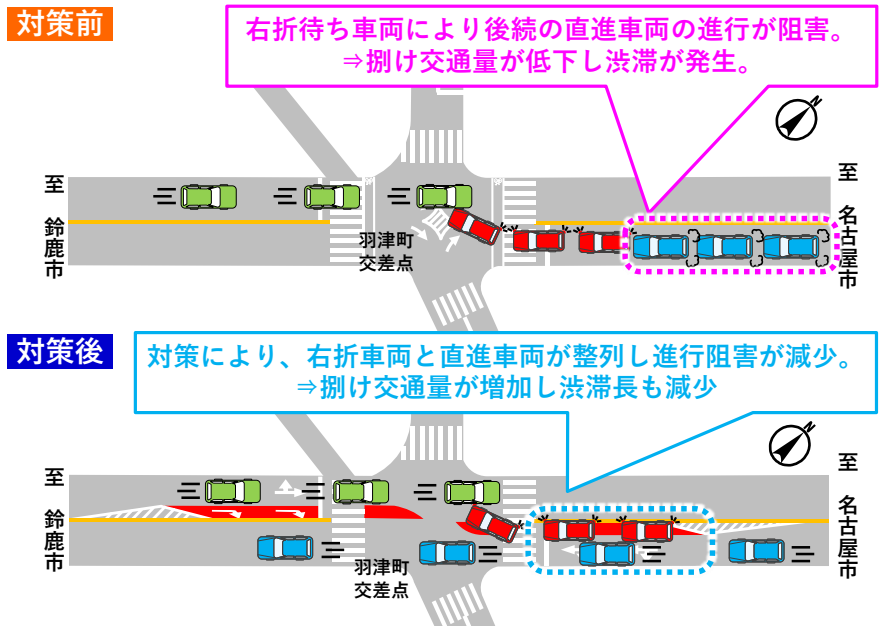 対策前
右折待ち車両により後続の直進車両の進行が阻害。
⇒捌け交通量が低下し渋滞が発生。
N
至 鈴鹿市
至 名古屋市
羽津町
交差点
対策後
対策により、右折車両と直進車両が整列し進行阻害が減少。
⇒捌け交通量が増加し渋滞長も減少
N
至 鈴鹿市
至 名古屋市
羽津町
交差点